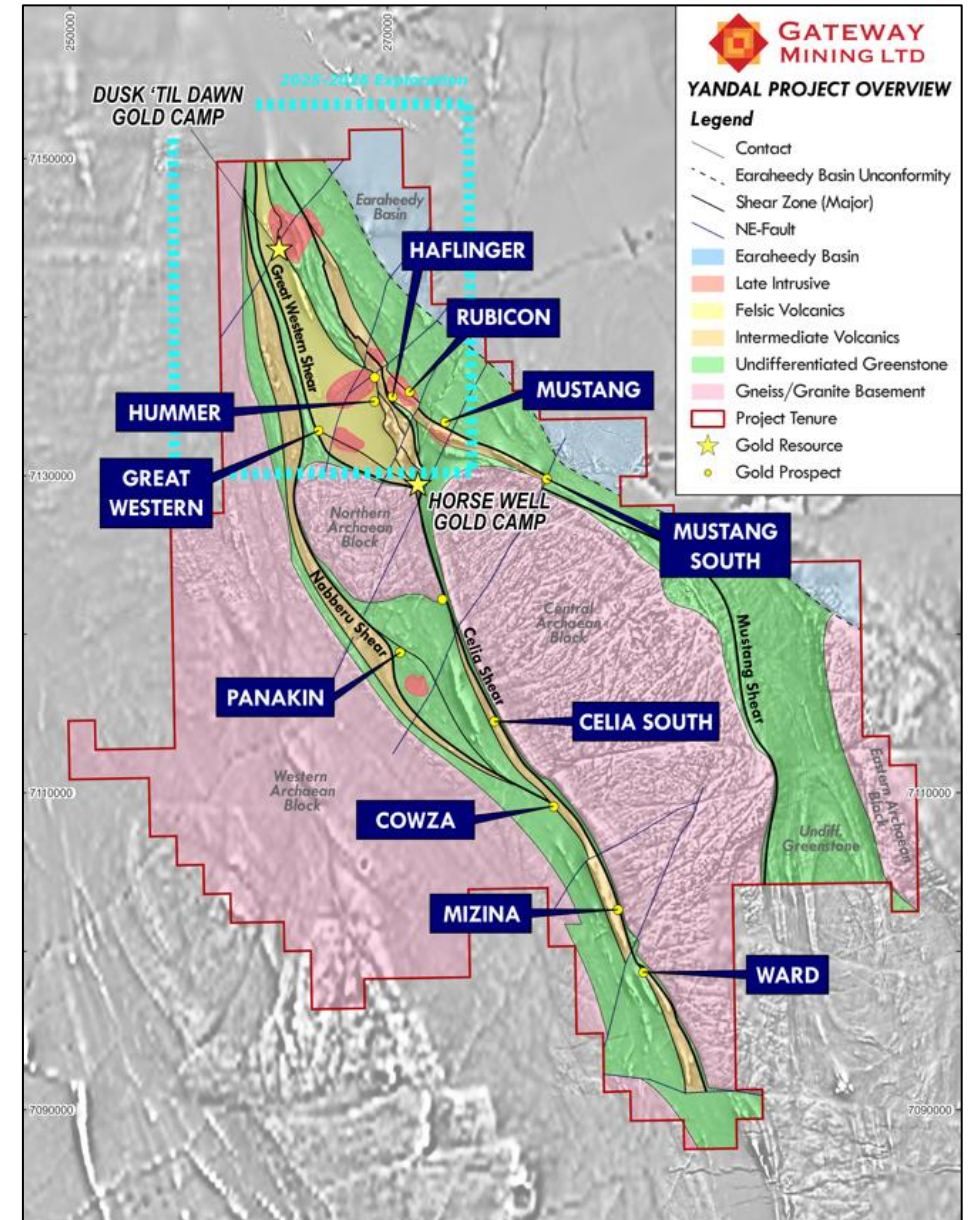 250000
270000
GATEWAY
MINING LTD
YANDAL PROJECT OVERVIEW
Legend
Contact
Earaheedy Basin Unconformity
Shear Zone (Major)
NE-Fault
Earaheedy Basin
Late Intrusive
Felsic Volcanics
Intermediate Volcanics
Undifferentiated Greenstone
Gneiss/Granite Basement
Project Tenure
Gold Resource
Gold Prospect
2025-2026 Exploration
DUSK 'TIL DAWN
GOLD CAMP
7150000
Earaheedy
Basin
HAFLINGER
Great Western Shear
RUBICON
MUSTANG
HUMMER
GREAT
WESTERN
7130000
HORSE WELL
GOLD CAMP
Northern
Archaean
Block
MUSTANG
SOUTH
Nabberu Shear
Central
Archaean
Block
Celia Shear
Mustang Shear
PANAKIN
CELIA SOUTH
Western
Archaean
Block
Eastern Archaean
Block
7110000
7110000
COWZA
Undiff.
Greenstone
MIZINA
WARD
7090000
7090000